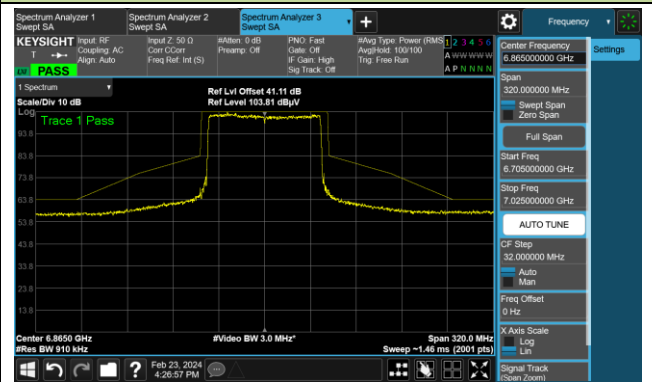 Spectrum Analyzer 1
Swept SA
Spectrum Analyzer 2
Swept SA
Spectrum Analyzer 3
Swept SA
Frequency
KEYSIGHT
Input: RF
Coupling: AC
Align: Auto
Input Z: 50 Ω
Corr CCorr
Freq Ref: Int (S)
#Atten: 0 dB
Preamp: Off
PNO: Fast
Gate: Off
IF Gain: High
Sig Track: Off
#Avg Type: Power (RMS
Avg|Hold: 100/100
Trig: Free Run
1 2 3 4 5 6
A W W W W W
A P N N N N
PASS
1 Spectrum
Scale/Div 10 dB
Ref Lvl Offset 41.11 dB
Ref Level 103.81 dBµV
Log
Trace 1 Pass
93.8
83.8
73.8
63.8
53.8
43.8
33.8
23.8
13.8
Center 6.8650 GHz
#Res BW 910 kHz
#Video BW 3.0 MHz*
Span 320.0 MHz
Sweep ~1.46 ms (2001 pts)
Feb 23, 2024
4:26:57 PM
Center Frequency
6.865000000 GHz
Settings
Span
320.000000 MHz
Swept Span
Zero Span
Full Span
Start Freq
6.705000000 GHz
Stop Freq
7.025000000 GHz
AUTO TUNE
CF Step
32.000000 MHz
Auto
Man
Freq Offset
0 Hz
X Axis Scale
Log
Lin
Signal Track
(Span Zoom)